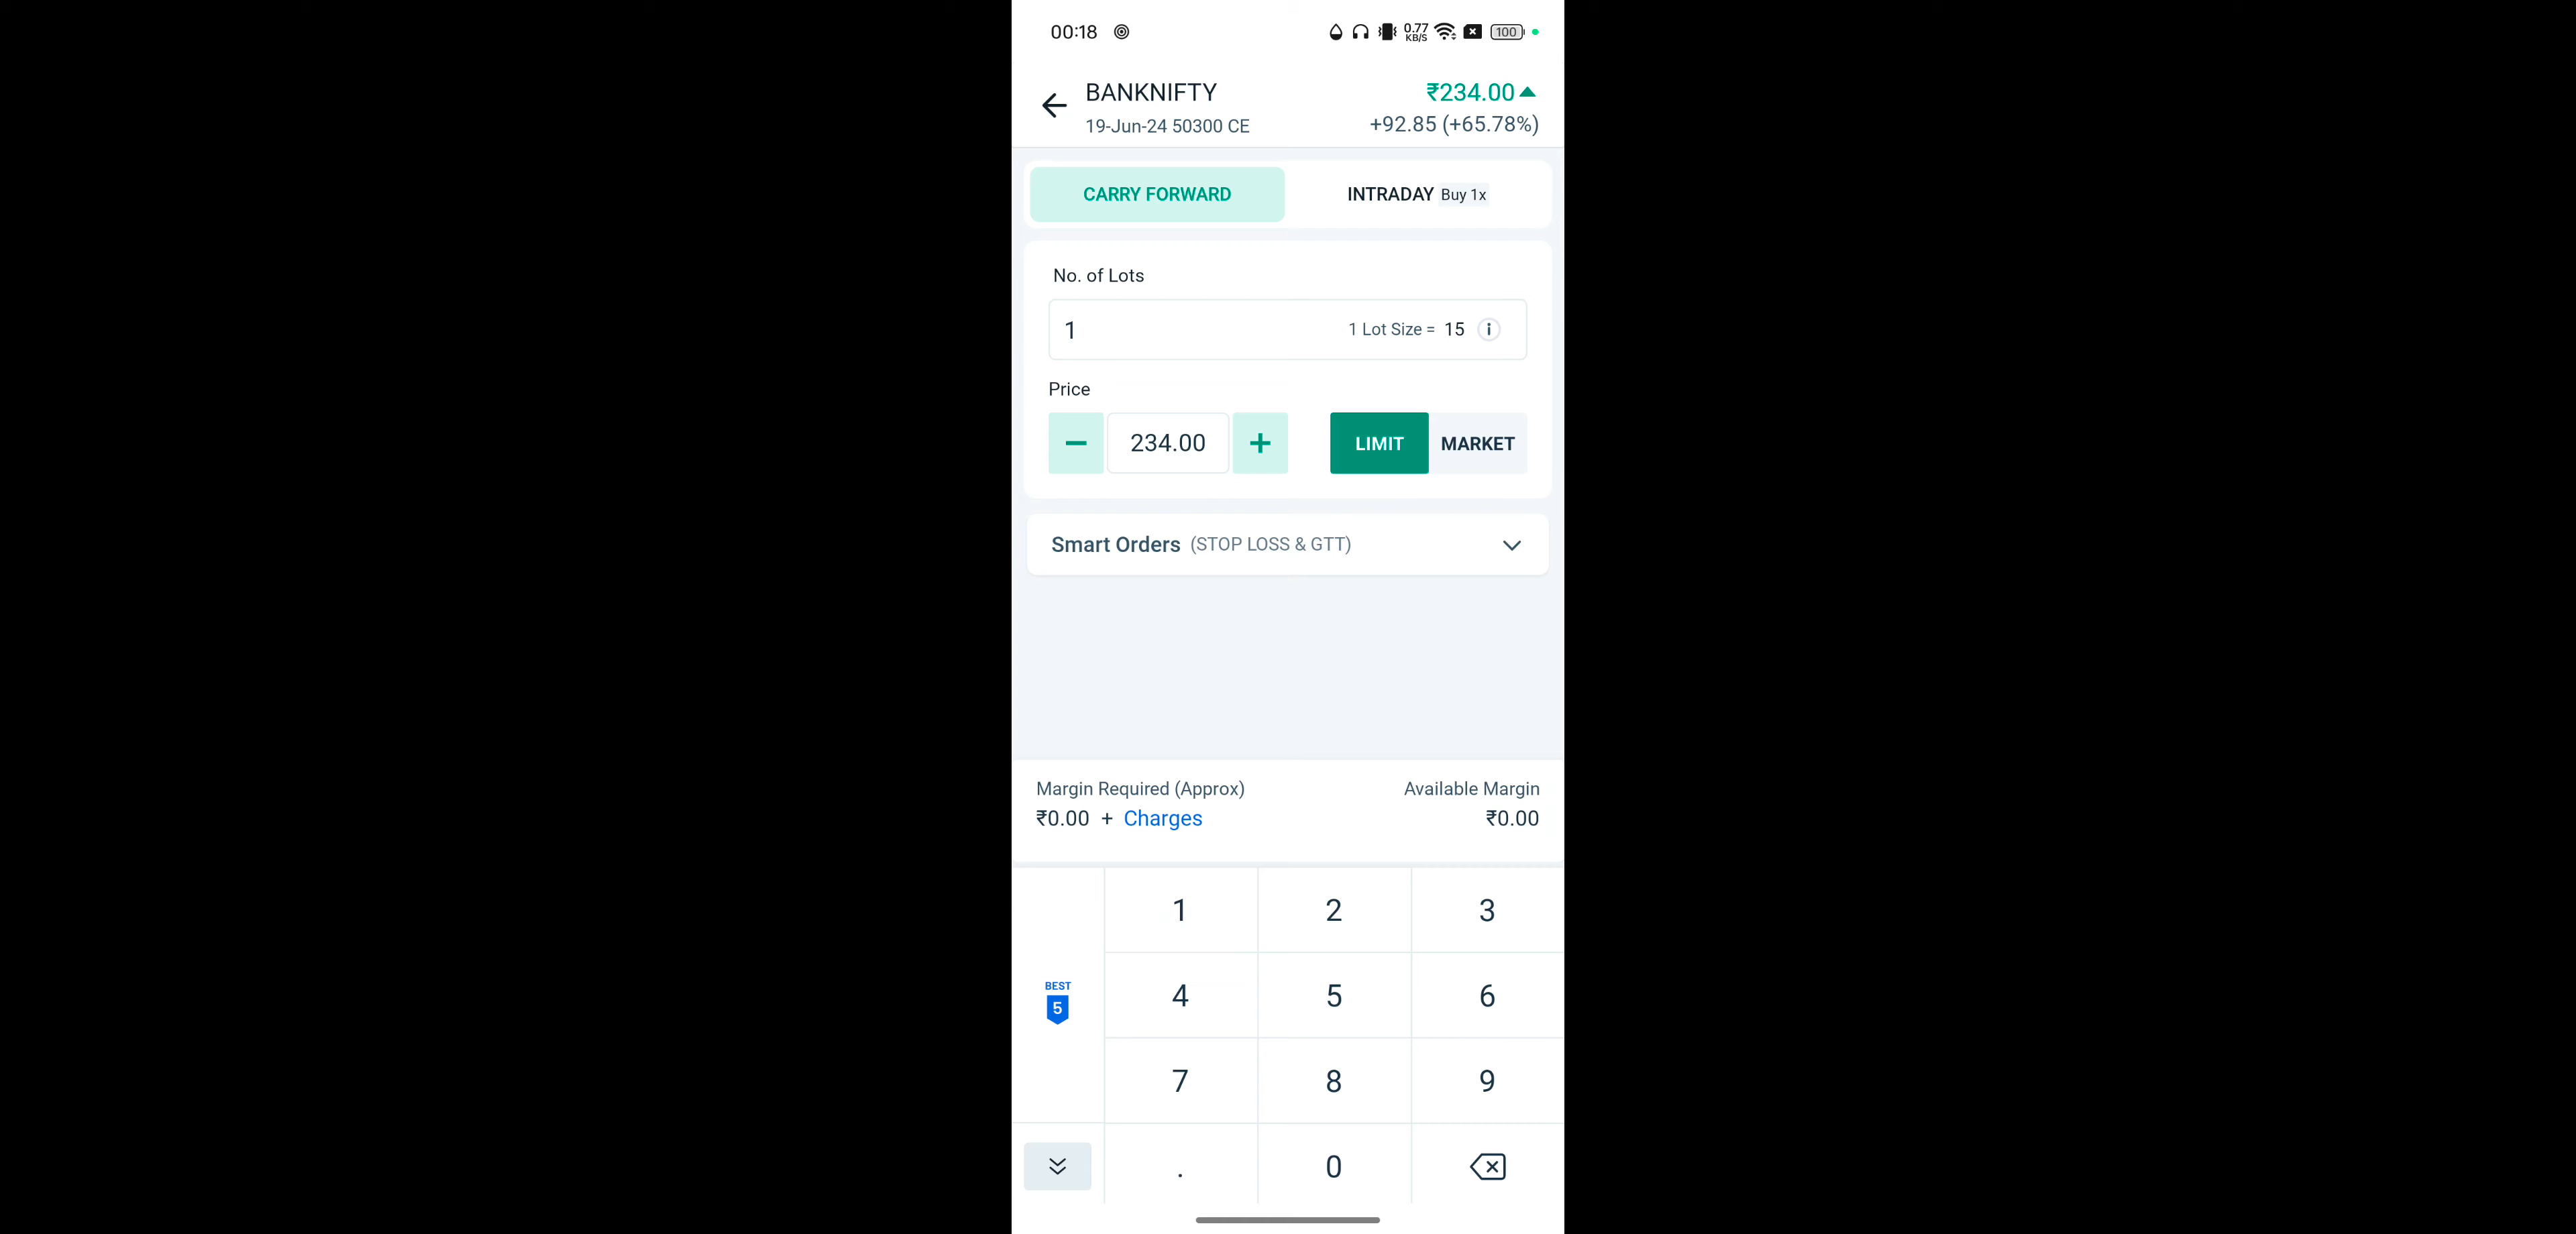 00:18
0.77
KB/S
100
BANKNIFTY
₹234.00
19-Jun-24 50300 CE
+92.85 (+65.78%)
CARRY FORWARD
INTRADAY Buy 1x
No. of Lots
1
1 Lot Size = 15
Price
234.00
LIMIT
MARKET
Smart Orders (STOP LOSS & GTT)
Margin Required (Approx)
Available Margin
₹0.00 + Charges
₹0.00
1 2 3
BEST
5
4 5 6
7 8 9
. 0